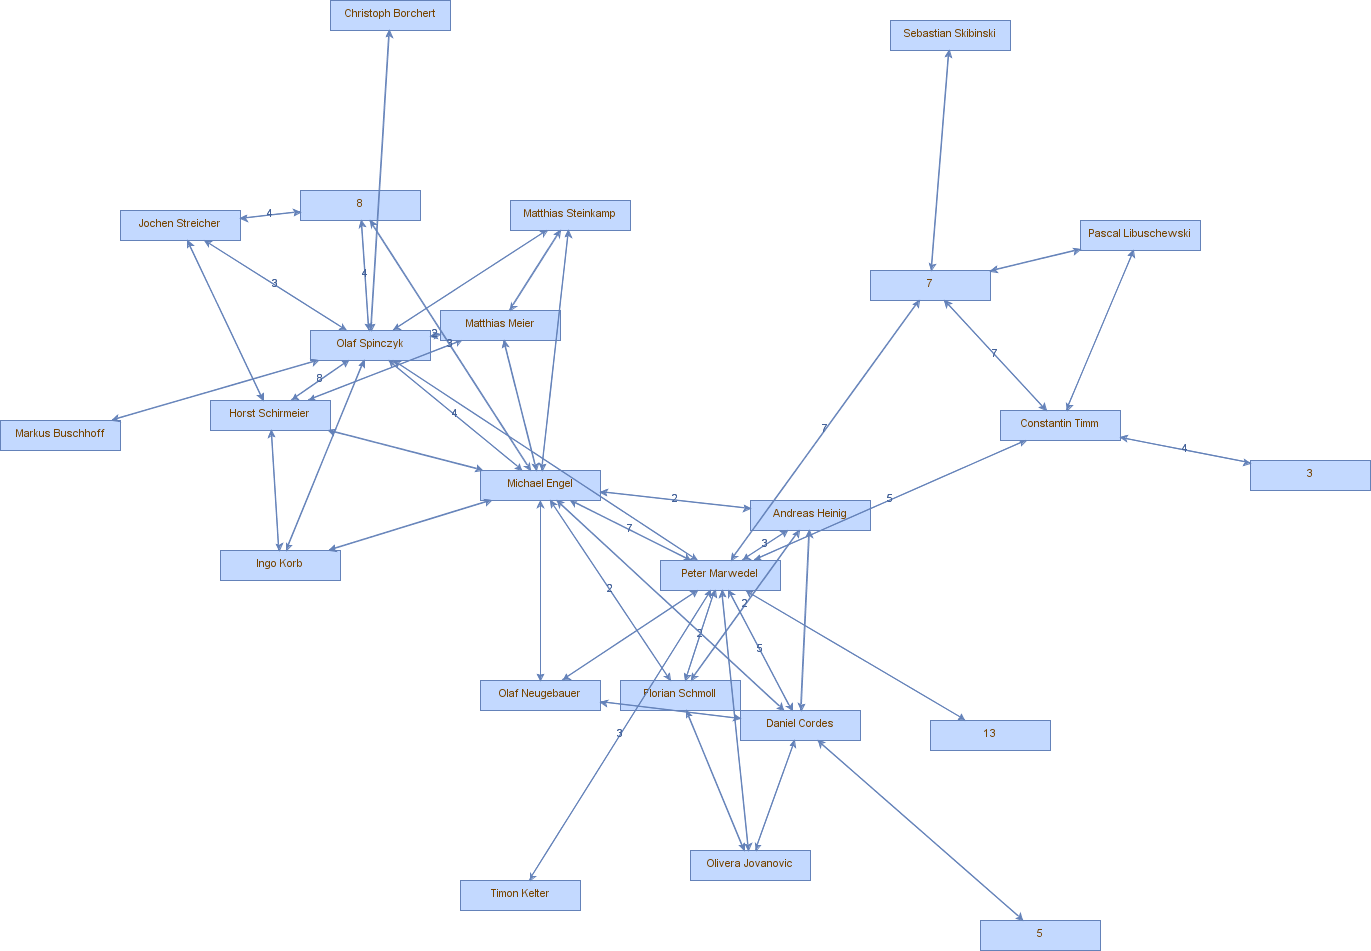 Christoph Borchert
Sebastian Skibinski
8
Matthias Steinkamp
4
Jochen Streicher
Pascal Libuschewski
4
3
7
Matthias Meier
3
Olaf Spinczyk
3
7
8
Horst Schirmeier
4
Constantin Timm
7
Markus Buschhoff
4
3
Michael Engel
2
5
Andreas Heinig
7
3
Ingo Korb
Peter Marwedel
2
2
2
5
Olaf Neugebauer
Florian Schmoll
Daniel Cordes
3
13
Olivera Jovanovic
Timon Kelter
5